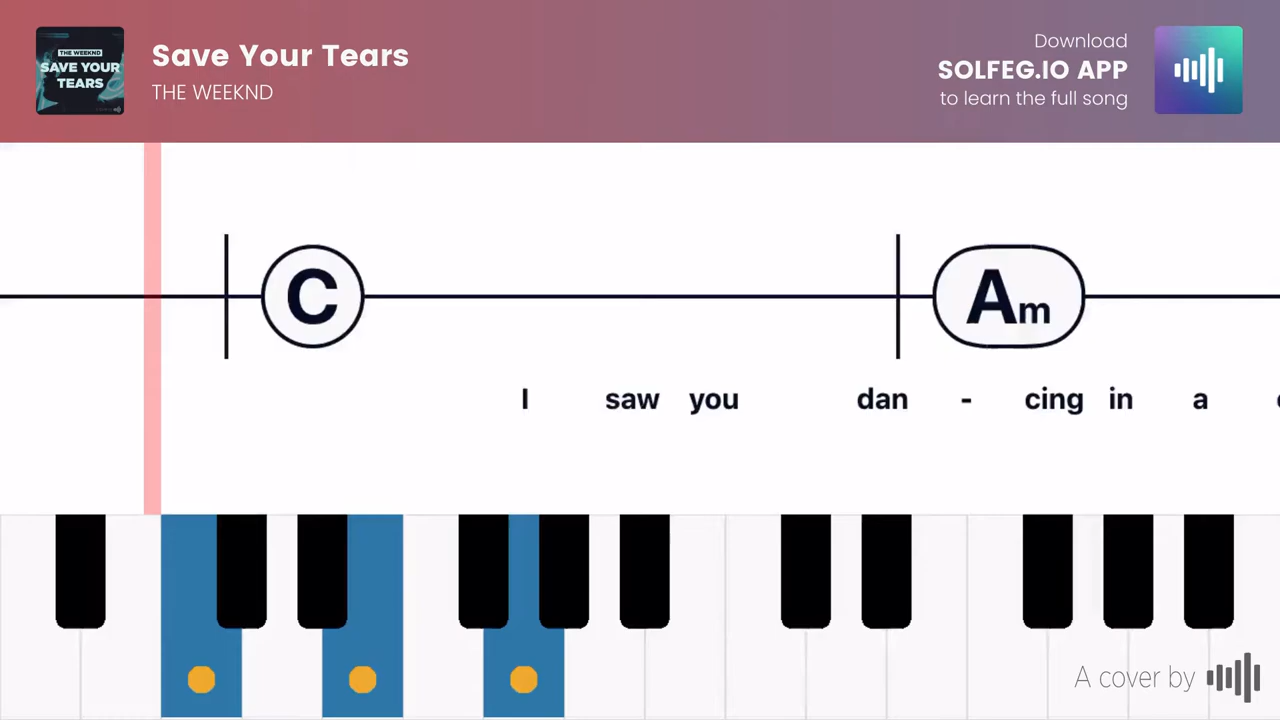 THE WEEKND
SAVE YOUR
TEARS
Save Your Tears
THE WEEKND
Download
SOLFEG.IO APP
to learn the full song
C
Am
I saw you dan - cing in a
A cover by